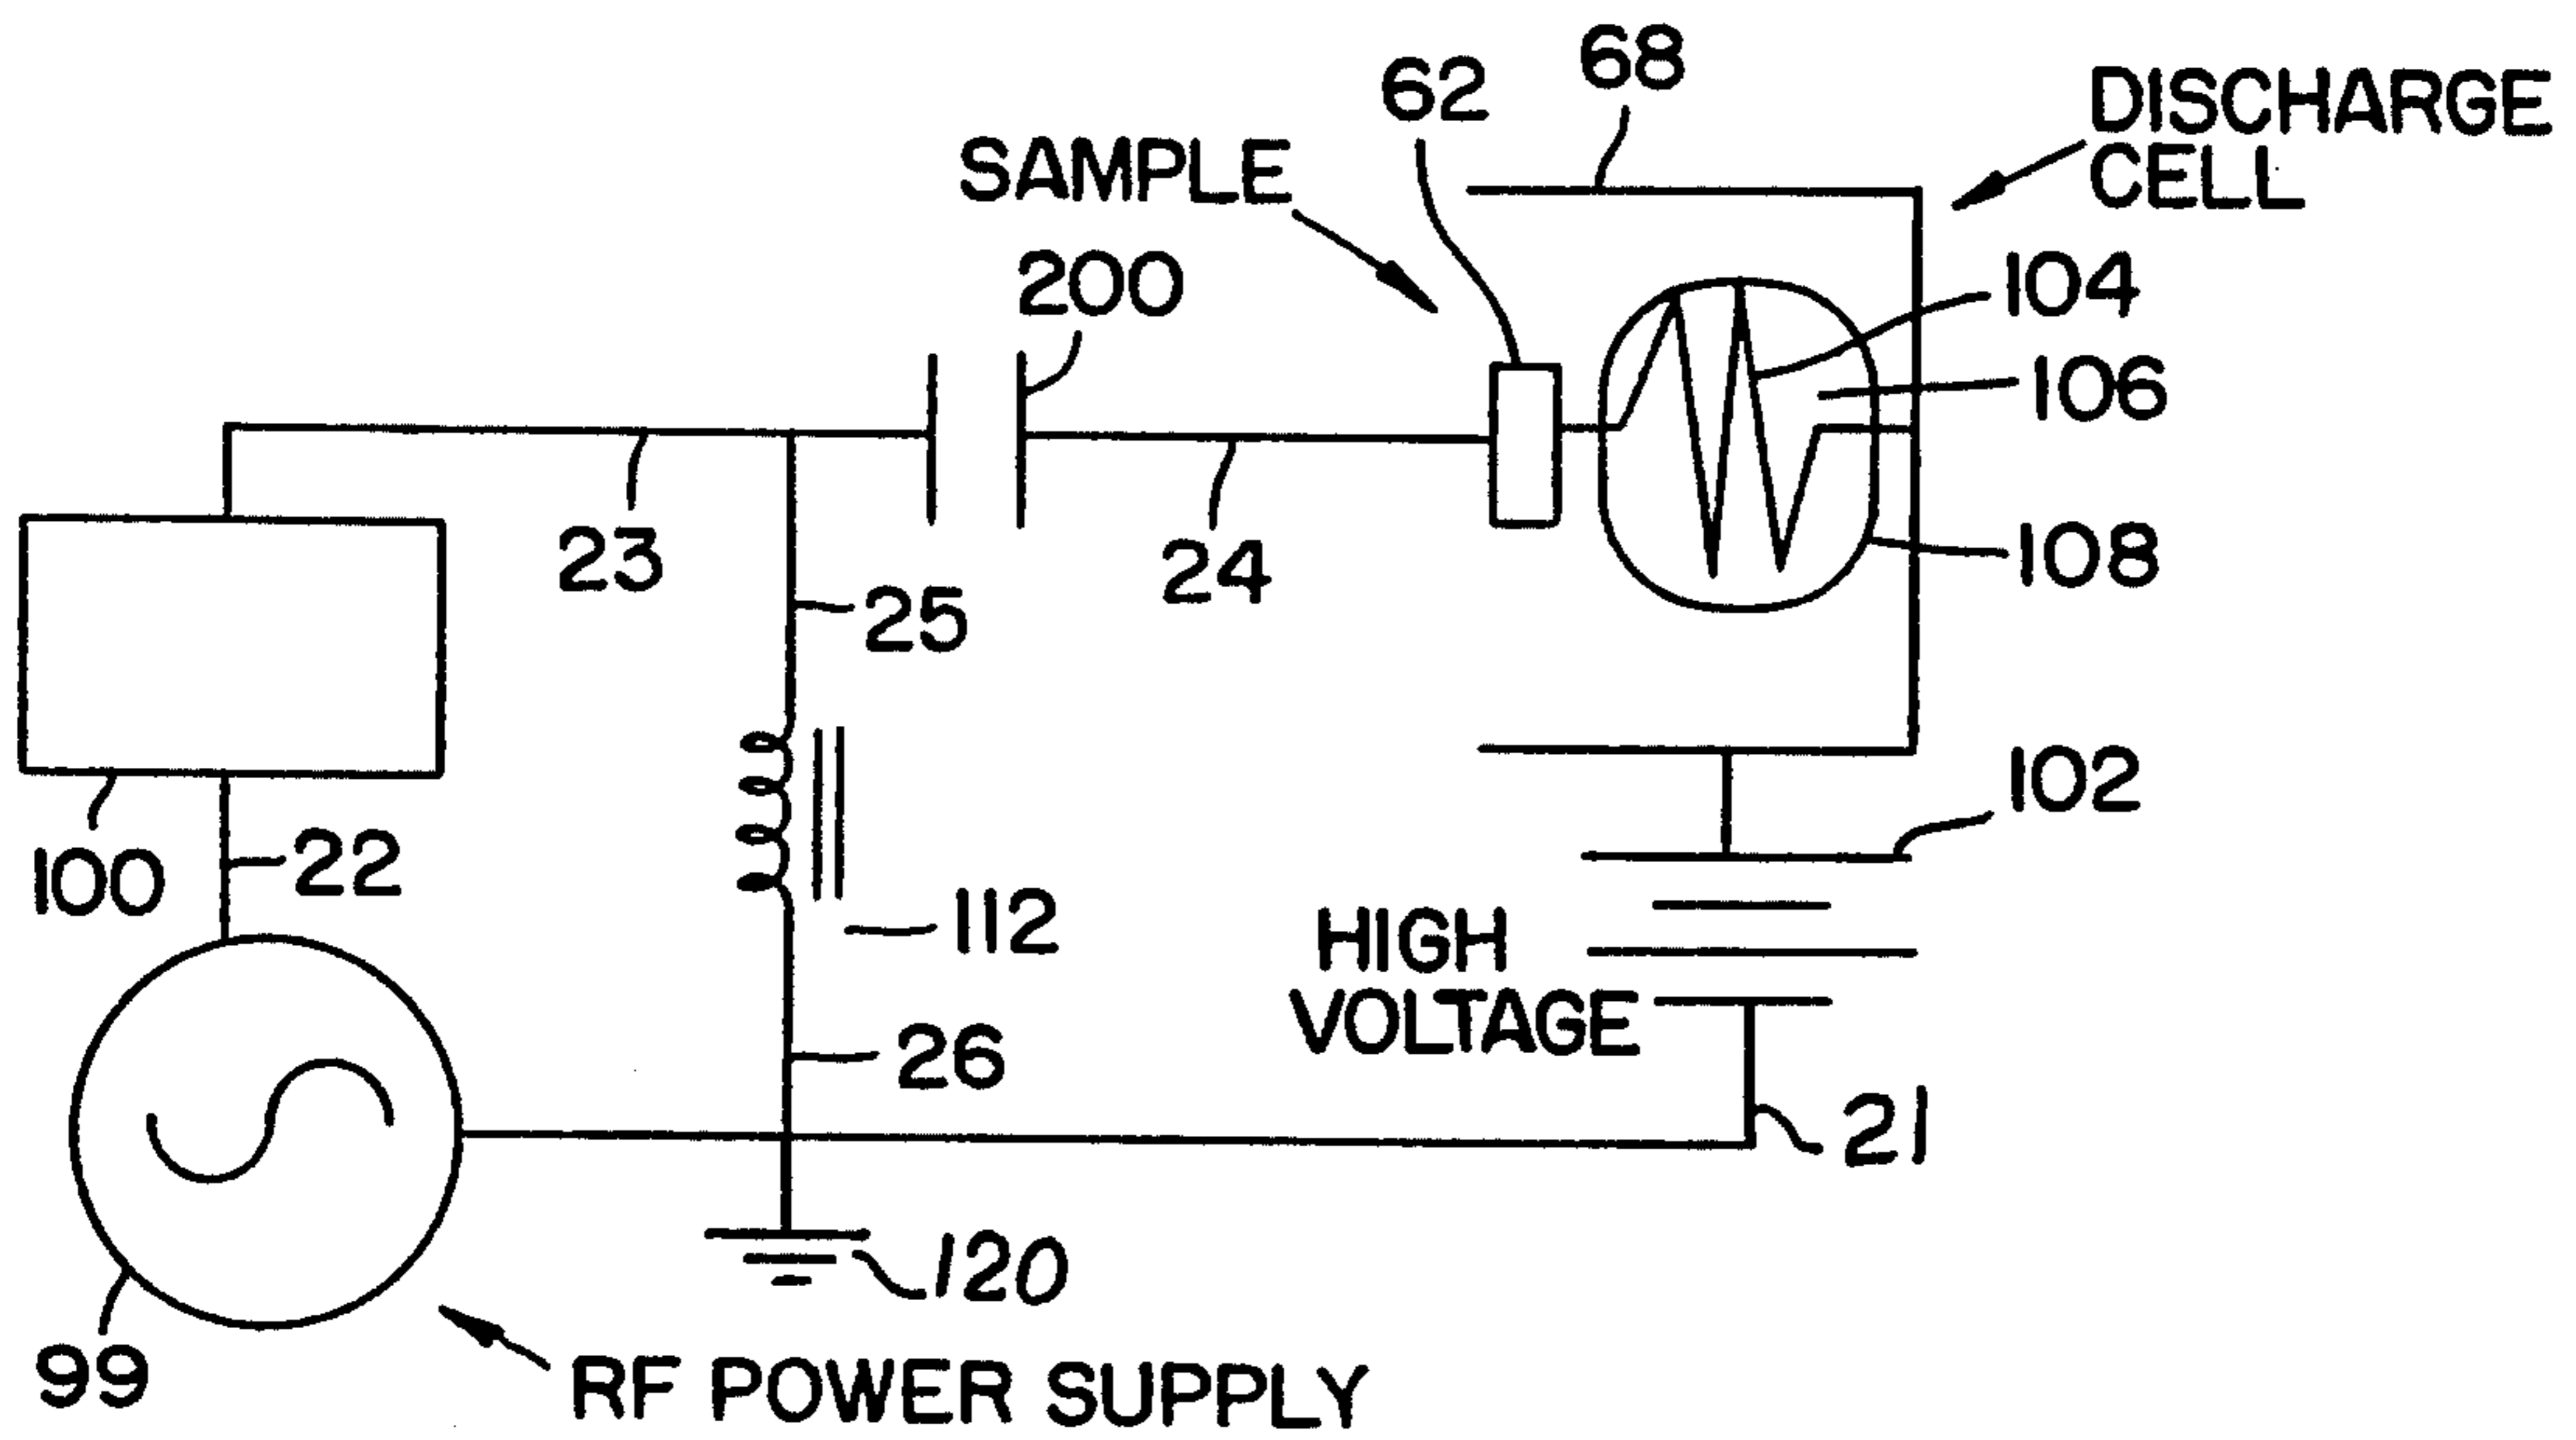 68
62
DISCHARGE
CELL
SAMPLE
200
104
106
23
24
108
25
102
100
22
112
HIGH
VOLTAGE
26
21
120
99
RF POWER SUPPLY